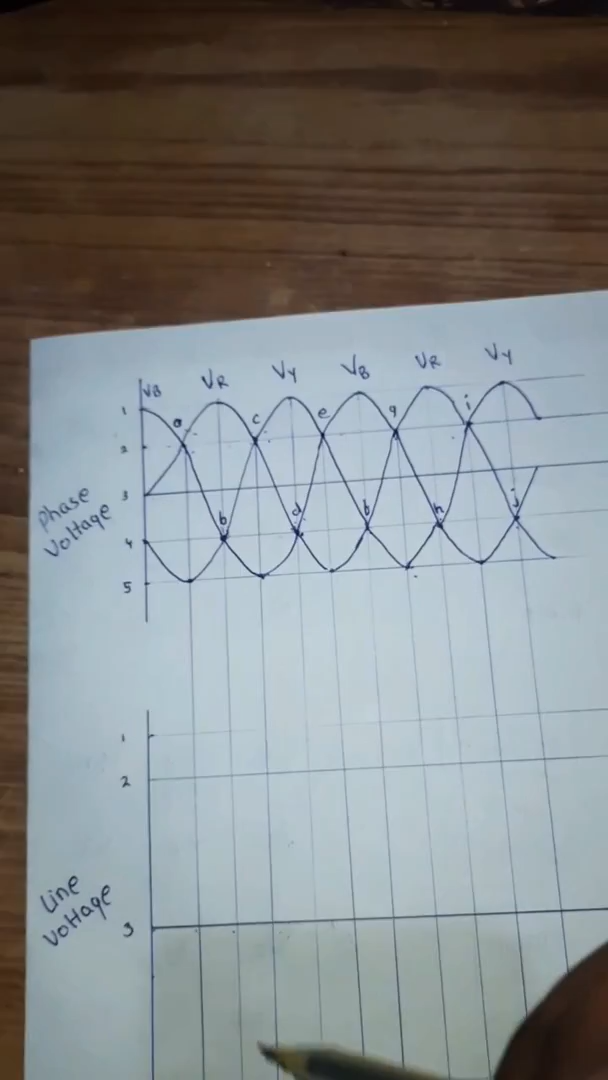 VB VR VY VB VR VY
1
a c e g i
2
Phase
Voltage
3
b d f h j
4
5
1
2
Line
Voltage
3